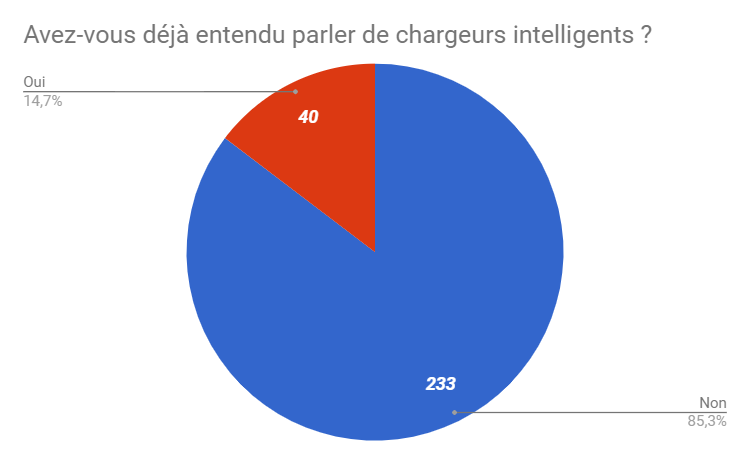 Avez-vous déjà entendu parler de chargeurs intelligents ?
Oui
14,7%
40
233
Non
85,3%